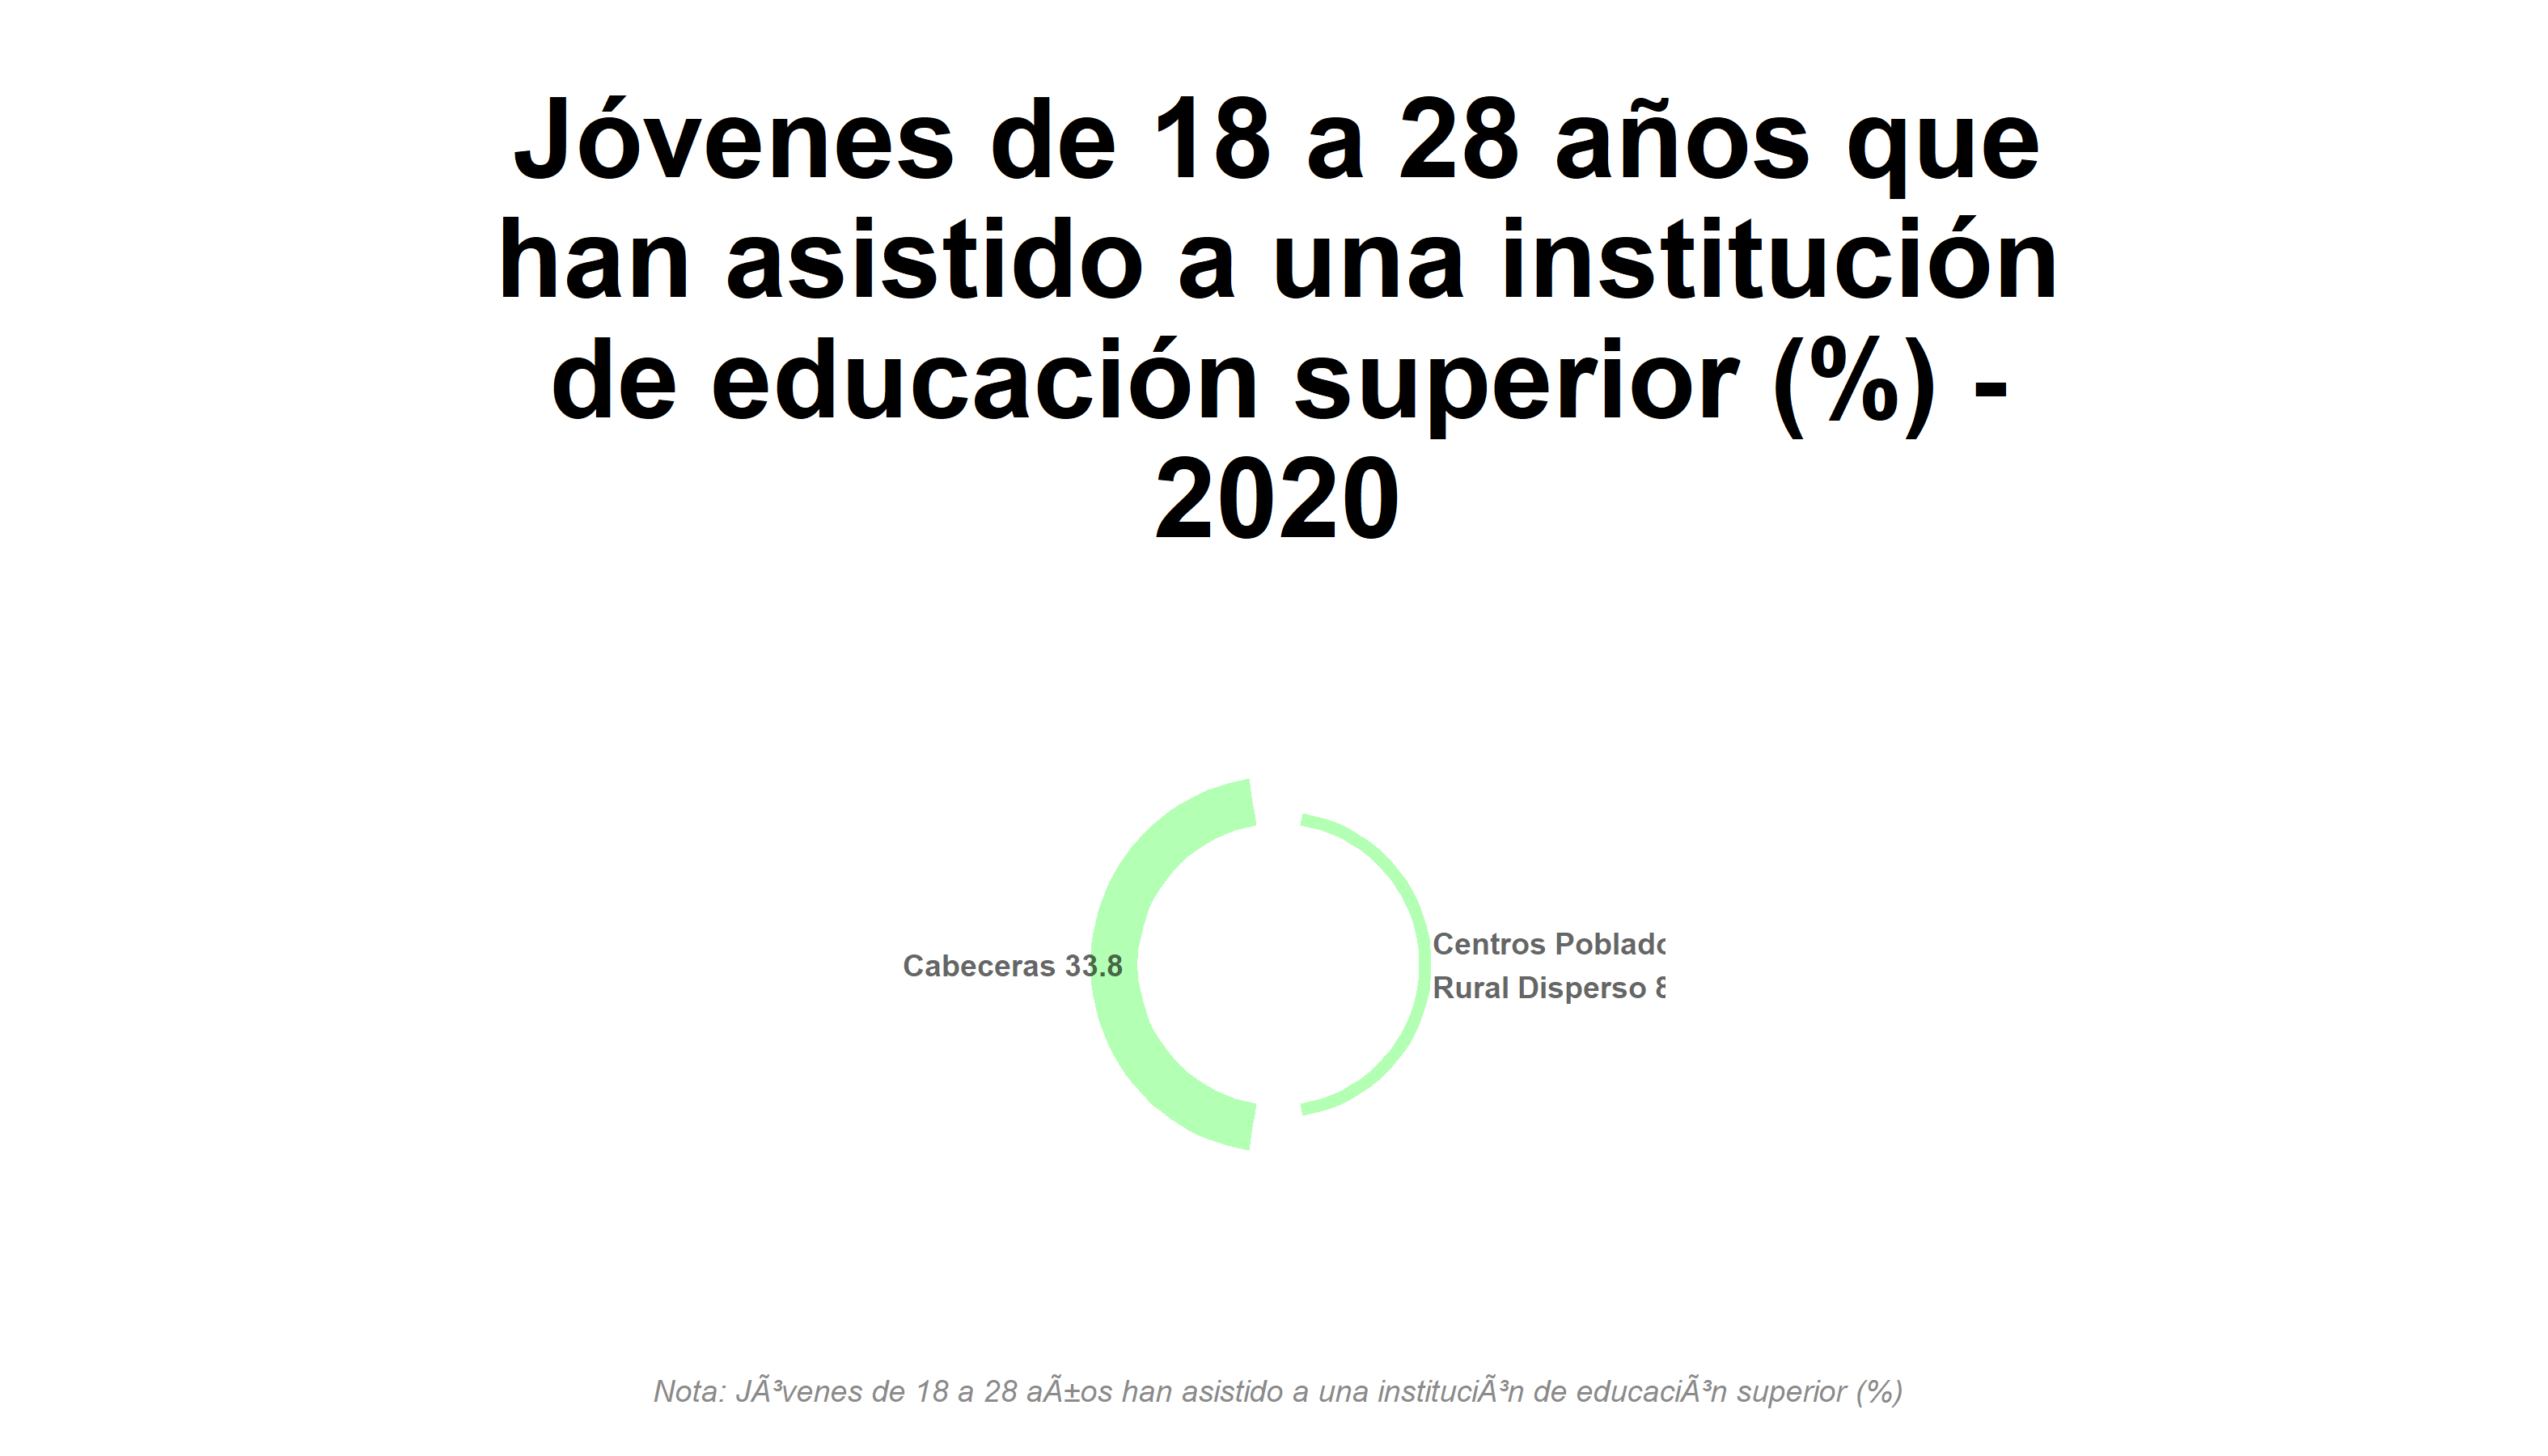 Jóvenes de 18 a 28 años que
han asistido a una institución
de educación superior (%) -
2020
Cabeceras 33.8
Centros
Rural Disperso
Nota: JÃ³venes de 18 a 28 aÃ±os han asistido a una instituciÃ³n de educaciÃ³n superior (%)